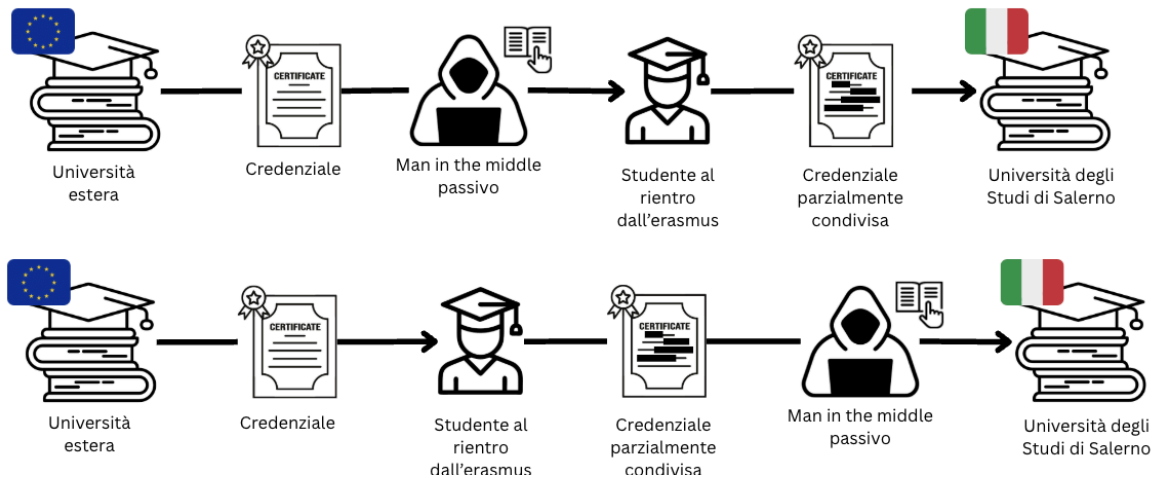 CERTIFICATE
CERTIFICATE
Università
estera
Credenziale
Man in the middle
passivo
Studente al
rientro
dall'erasmus
Credenziale
parzialmente
condivisa
Università degli
Studi di Salerno
CERTIFICATE
CERTIFICATE
Università
estera
Credenziale
Studente al
rientro
dall'erasmus
Credenziale
parzialmente
condivisa
Man in the middle
passivo
Università degli
Studi di Salerno